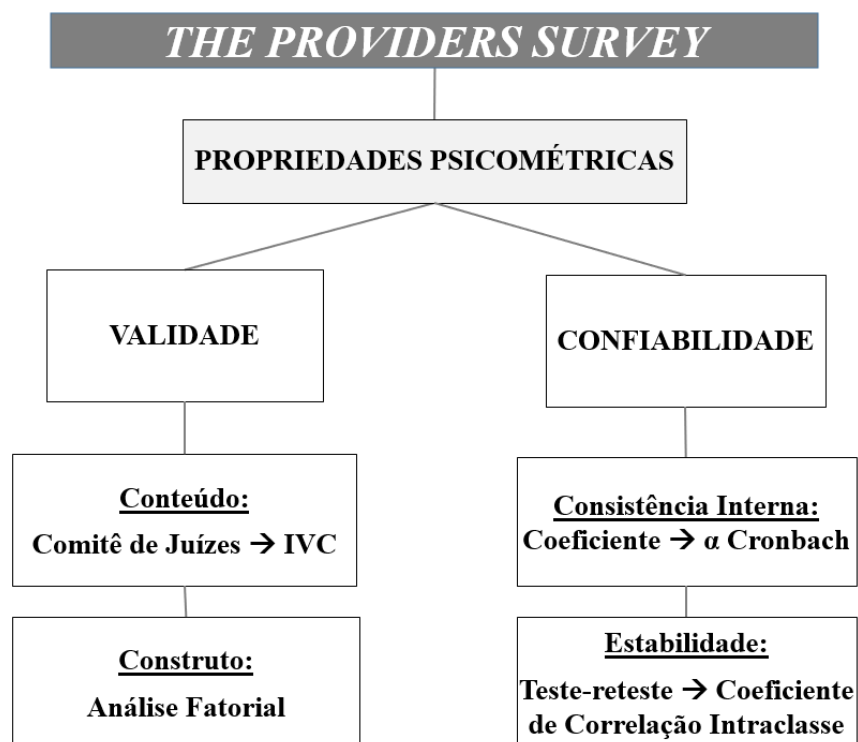 THE PROVIDERS SURVEY
PROPRIEDADES PSICOMÉTRICAS
VALIDADE
CONFIABILIDADE
Conteúdo:
Comitê de Juízes → IVC
Consistência Interna:
Coeficiente → α Cronbach
Construto:
Análise Fatorial
Estabilidade:
Teste-reteste → Coeficiente
de Correlação Intraclasse